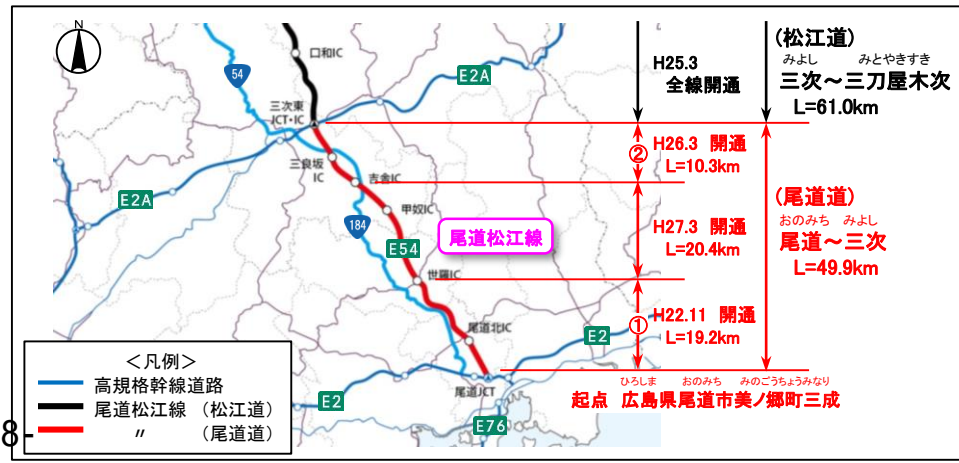 N
口和IC
54
E2A
三次東
JCT・IC
三良坂
IC
吉舎IC
E2A
甲奴IC
184
E54
尾道松江線
世羅IC
尾道北IC
E2
尾道JCT
E2
E76
H25.3
全線開通
② H26.3 開通
L=10.3km
H27.3 開通
L=20.4km
① H22.11 開通
L=19.2km
(松江道)
みよし みとやきすき
三次～三刀屋木次
L=61.0km
(尾道道)
おのみち みよし
尾道～三次
L=49.9km
ひろしま おのみち みのごうちょうみなり
起点 広島県尾道市美ノ郷町三成
＜凡例＞
高規格幹線道路
尾道松江線 (松江道)
〃 (尾道道)
8-